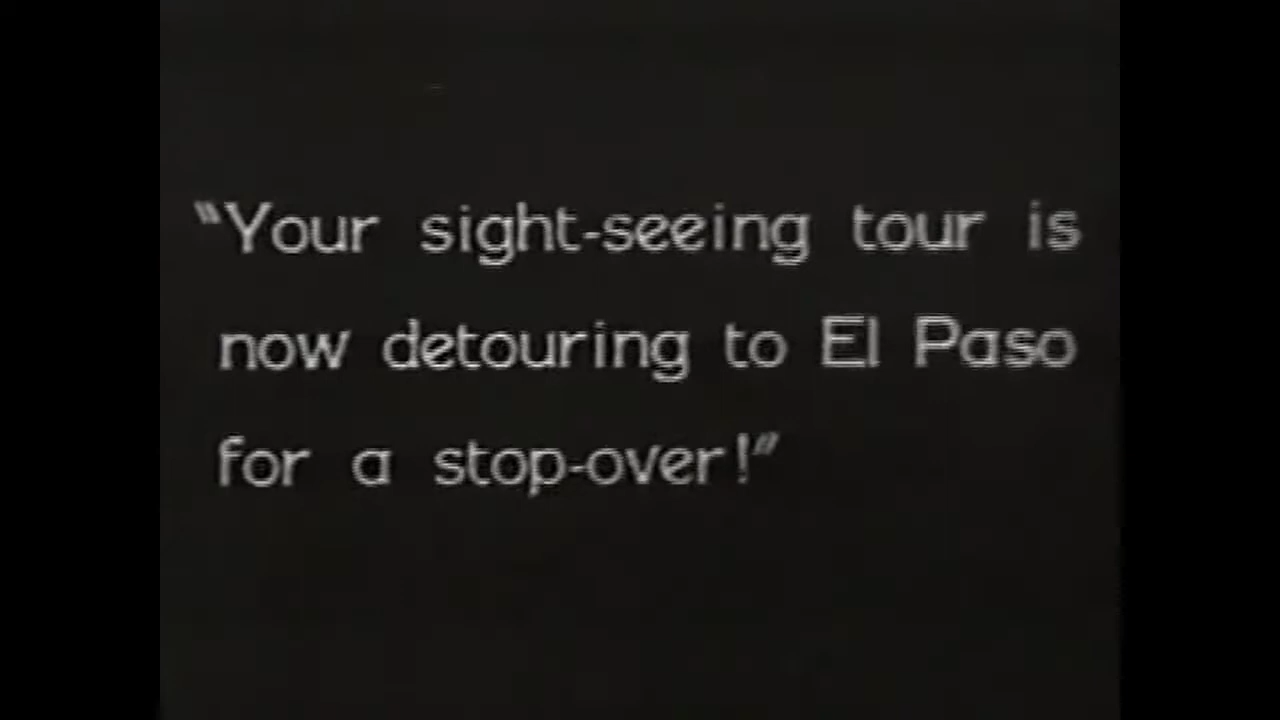 “Your sight-seeing tour is
now detouring to El Paso
for a stop-over!”